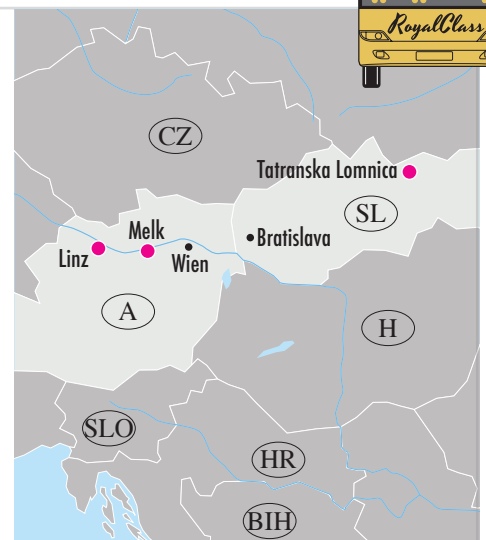 RoyalClass
CZ
Tatranska Lomnica
SL
Melk
Bratislava
Linz
Wien
A
H
SLO
HR
BIH